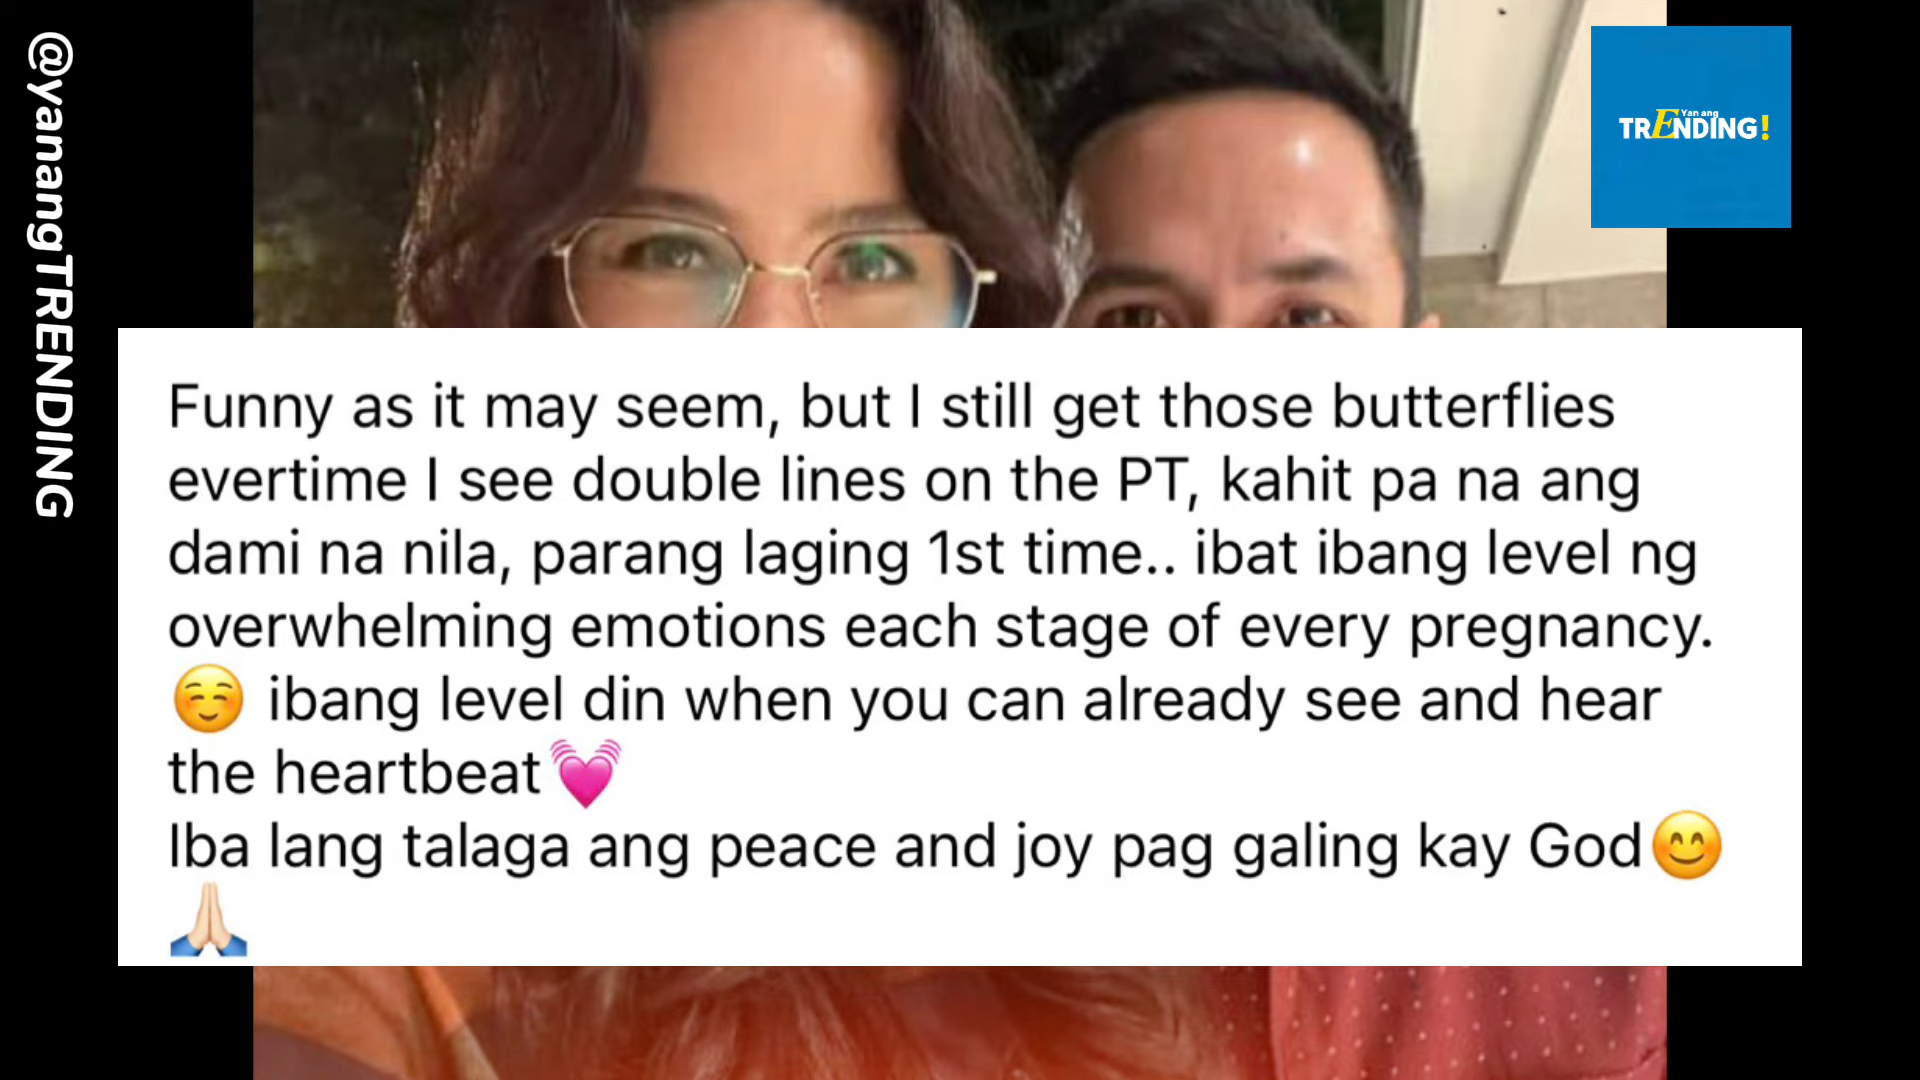 @yanangTRENDING
Yan ang
TRENDING!
Funny as it may seem, but I still get those butterflies
evertime I see double lines on the PT, kahit pa na ang
dami na nila, parang laging 1st time.. ibat ibang level ng
overwhelming emotions each stage of every pregnancy.
☺️ ibang level din when you can already see and hear
the heartbeat💓
Iba lang talaga ang peace and joy pag galing kay God😊
🙏🏻